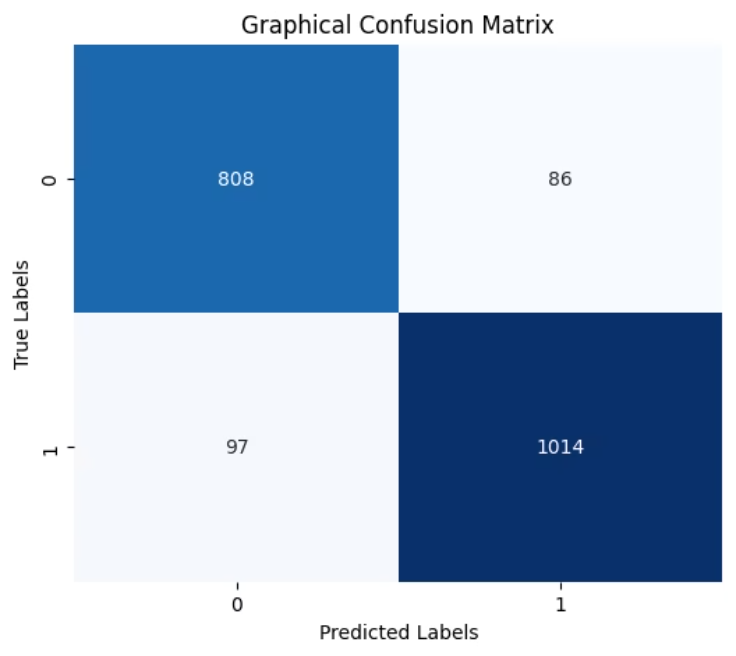 Graphical Confusion Matrix
True Labels
0
808
86
1
97
1014
0
1
Predicted Labels